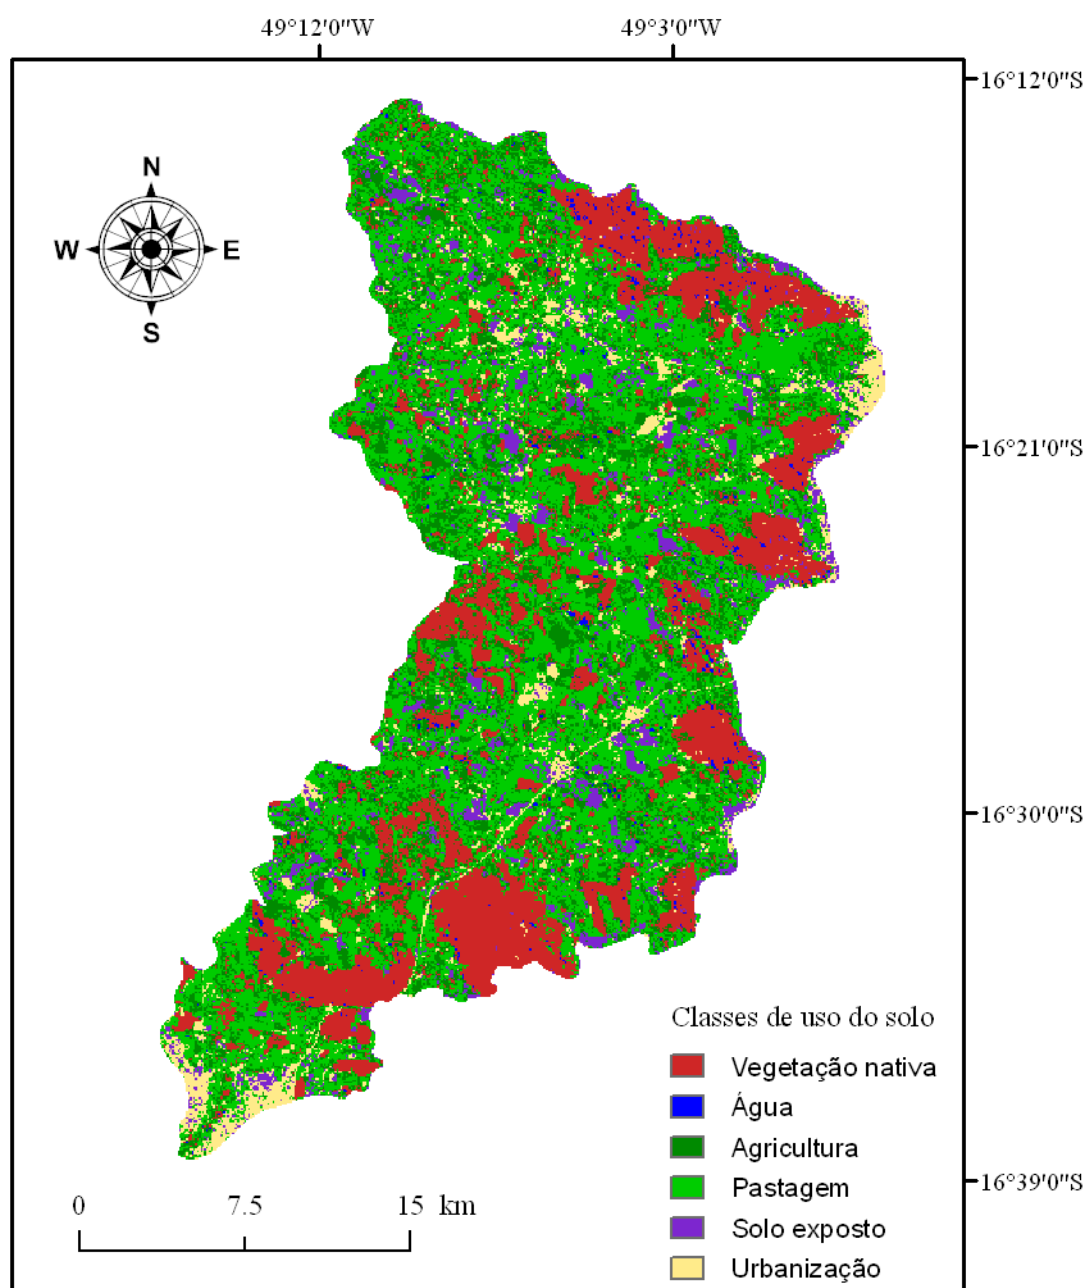 49°12'0"W 49°3'0"W
16°12'0"S
N
W E
S
16°21'0"S
16°30'0"S
Classes de uso do solo
Vegetação nativa
Água
Agricultura
Pastagem
16°39'0"S
0 7.5 15 km
Solo exposto
Urbanização